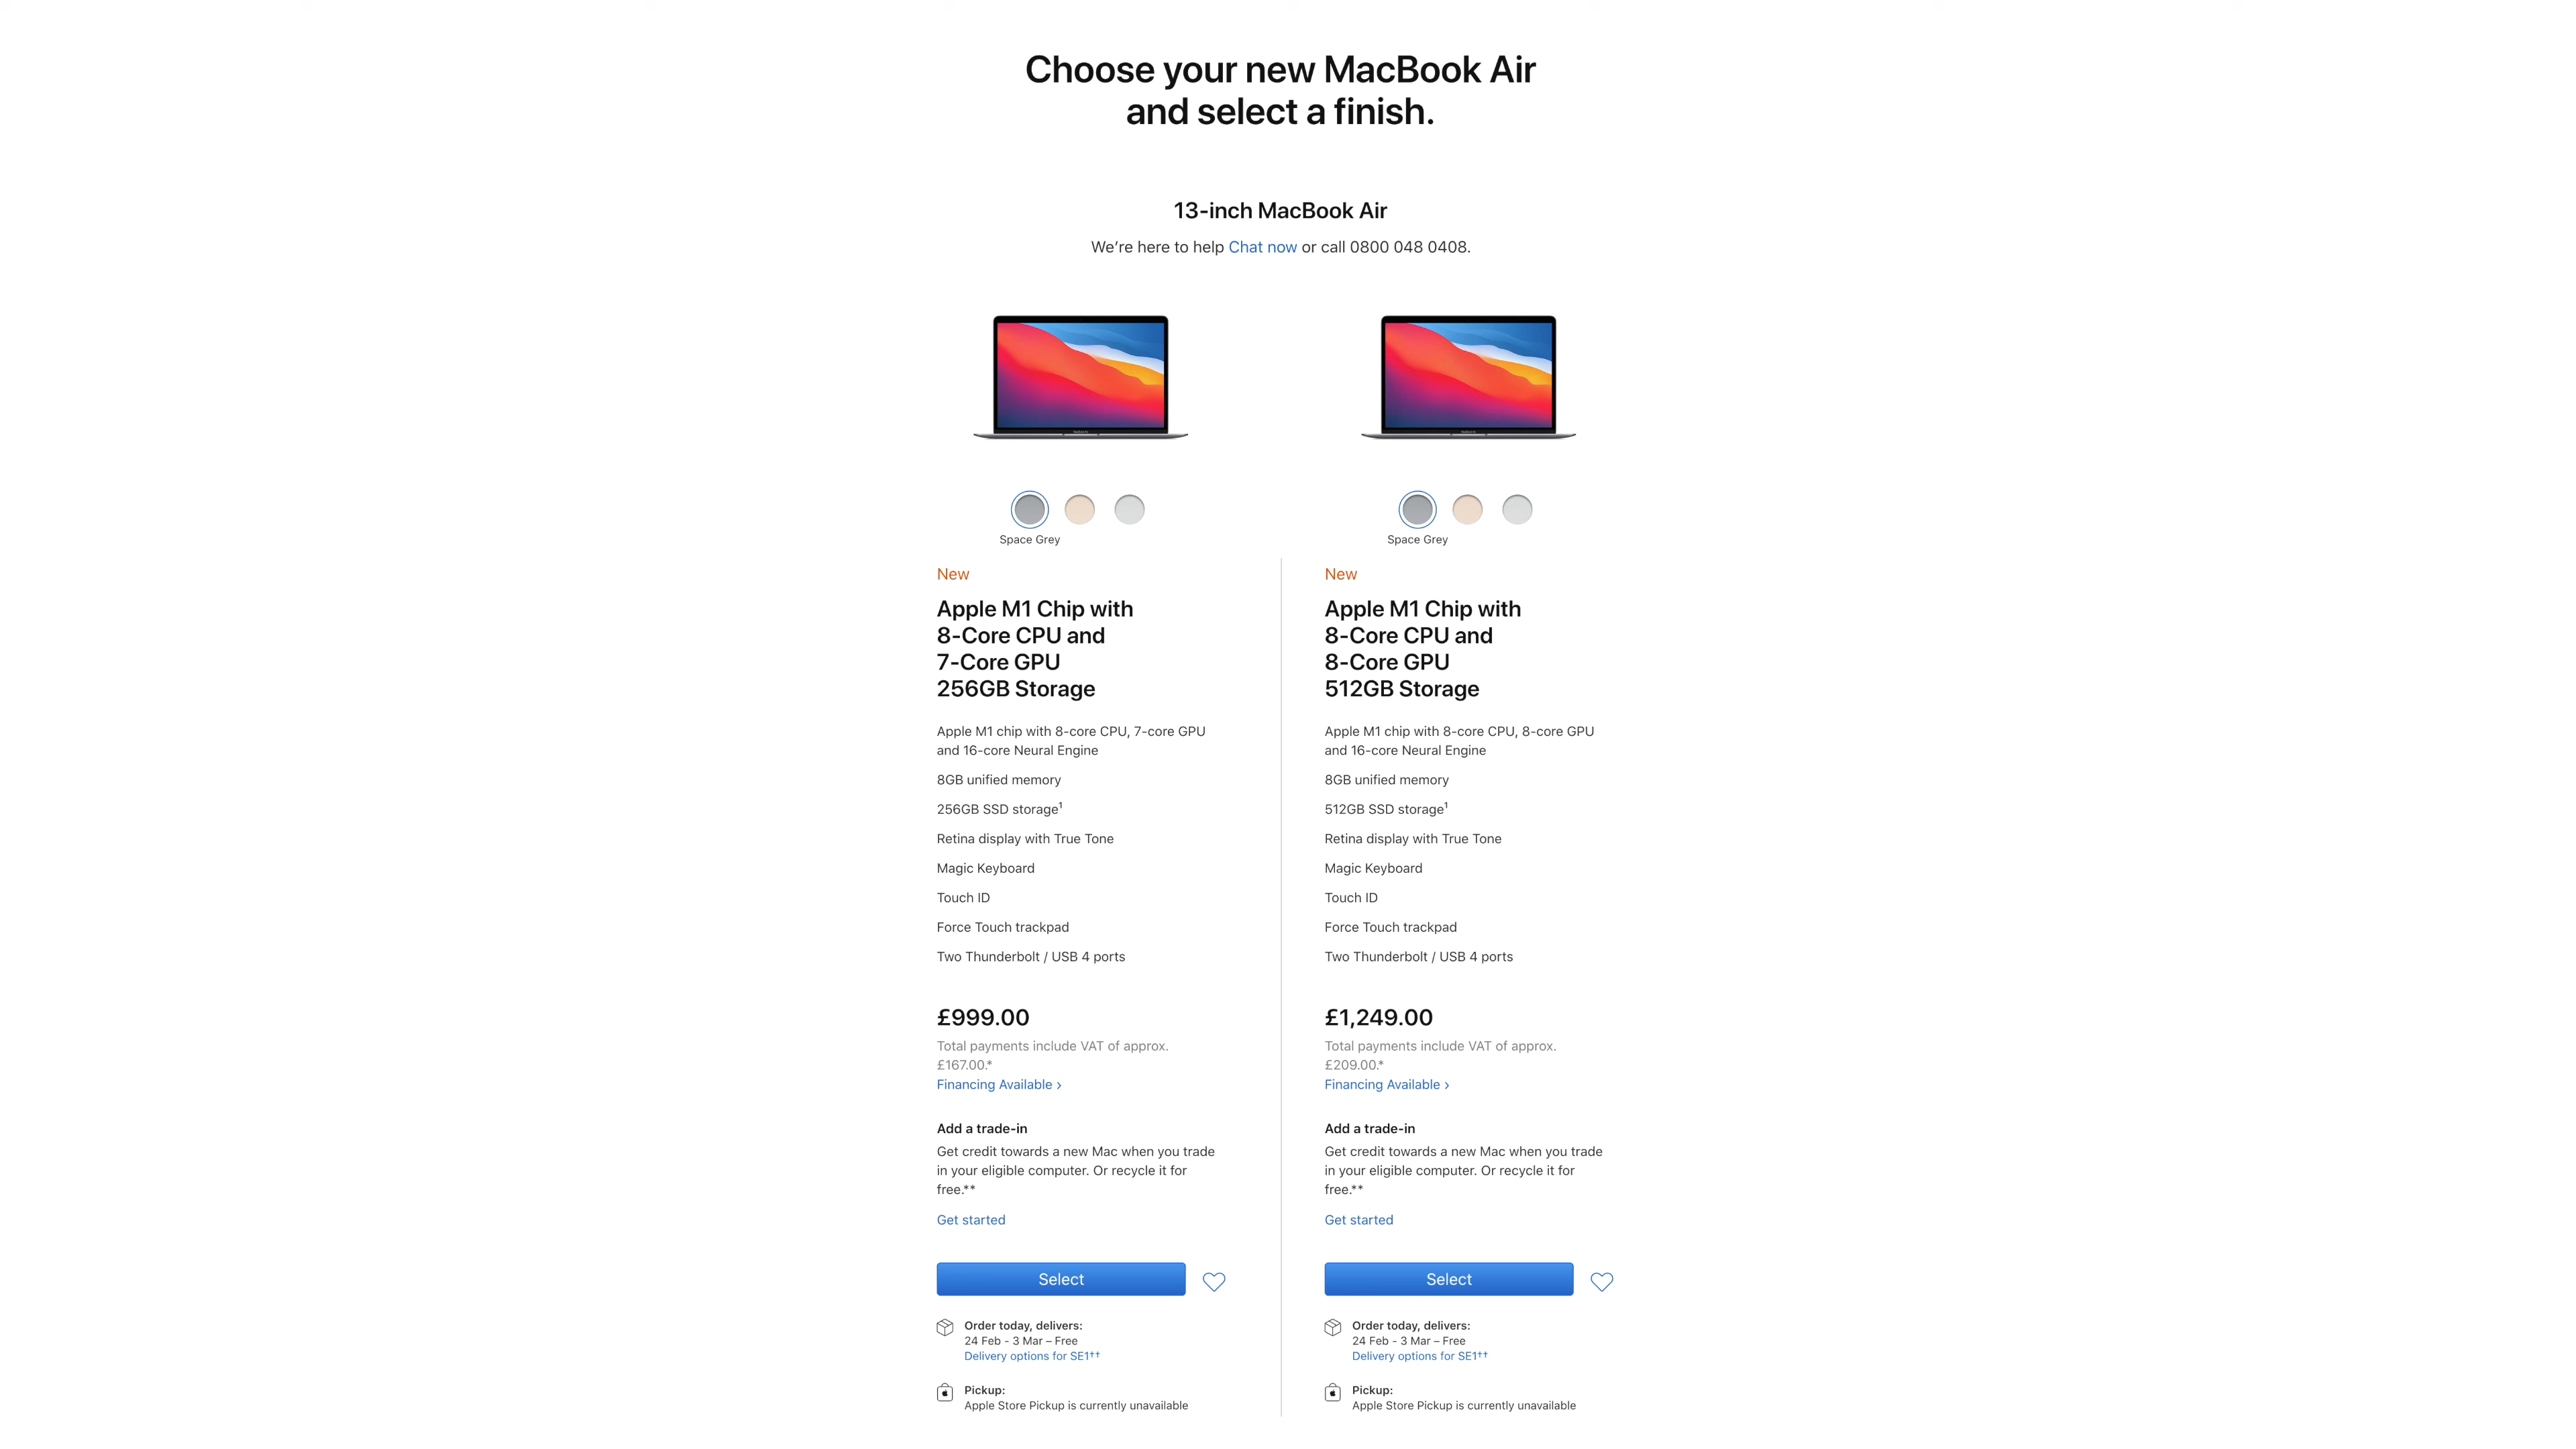 Choose your new MacBook Air
and select a finish.
13-inch MacBook Air
We're here to help Chat now or call 0800 048 0408.
Space Grey
New
Apple M1 Chip with
8-Core CPU and
7-Core GPU
256GB Storage
Apple M1 chip with 8-core CPU, 7-core GPU
and 16-core Neural Engine
8GB unified memory
256GB SSD storage¹
Retina display with True Tone
Magic Keyboard
Touch ID
Force Touch trackpad
Two Thunderbolt / USB 4 ports
£999.00
Total payments include VAT of approx.
£167.00.*
Financing Available ›
Add a trade-in
Get credit towards a new Mac when you trade
in your eligible computer. Or recycle it for
free.**
Get started
Select
Order today, delivers:
24 Feb - 3 Mar – Free
Delivery options for SE1††
Pickup:
Apple Store Pickup is currently unavailable
Space Grey
New
Apple M1 Chip with
8-Core CPU and
8-Core GPU
512GB Storage
Apple M1 chip with 8-core CPU, 8-core GPU
and 16-core Neural Engine
8GB unified memory
512GB SSD storage¹
Retina display with True Tone
Magic Keyboard
Touch ID
Force Touch trackpad
Two Thunderbolt / USB 4 ports
£1,249.00
Total payments include VAT of approx.
£209.00.*
Financing Available ›
Add a trade-in
Get credit towards a new Mac when you trade
in your eligible computer. Or recycle it for
free.**
Get started
Select
Order today, delivers:
24 Feb - 3 Mar – Free
Delivery options for SE1††
Pickup:
Apple Store Pickup is currently unavailable